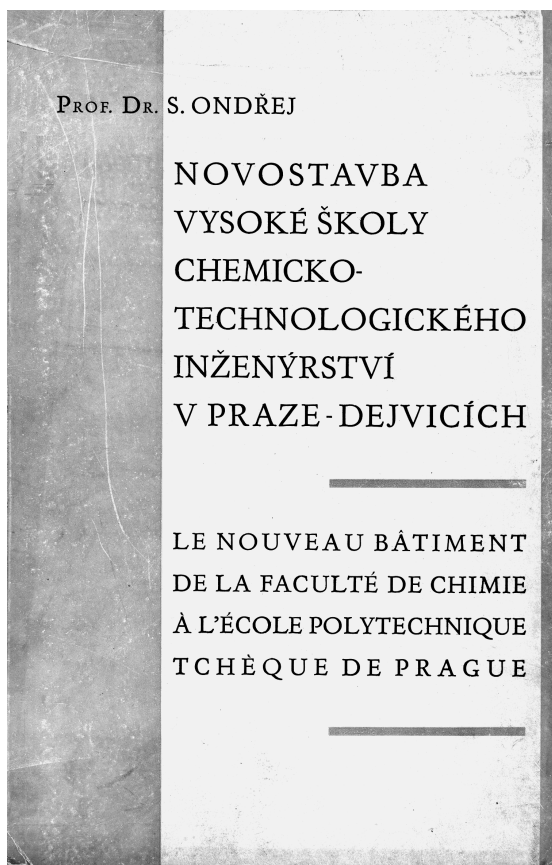 Prof. Dr. S. ONDŘEJ
NOVOSTAVBA
VYSOKÉ ŠKOLY
CHEMICKO-
TECHNOLOGICKÉHO
INŽENÝRSTVÍ
V PRAZE-DEJVICÍCH
LE NOUVEAU BÂTIMENT
DE LA FACULTÉ DE CHIMIE
À L'ÉCOLE POLYTECHNIQUE
TCHÈQUE DE PRAGUE